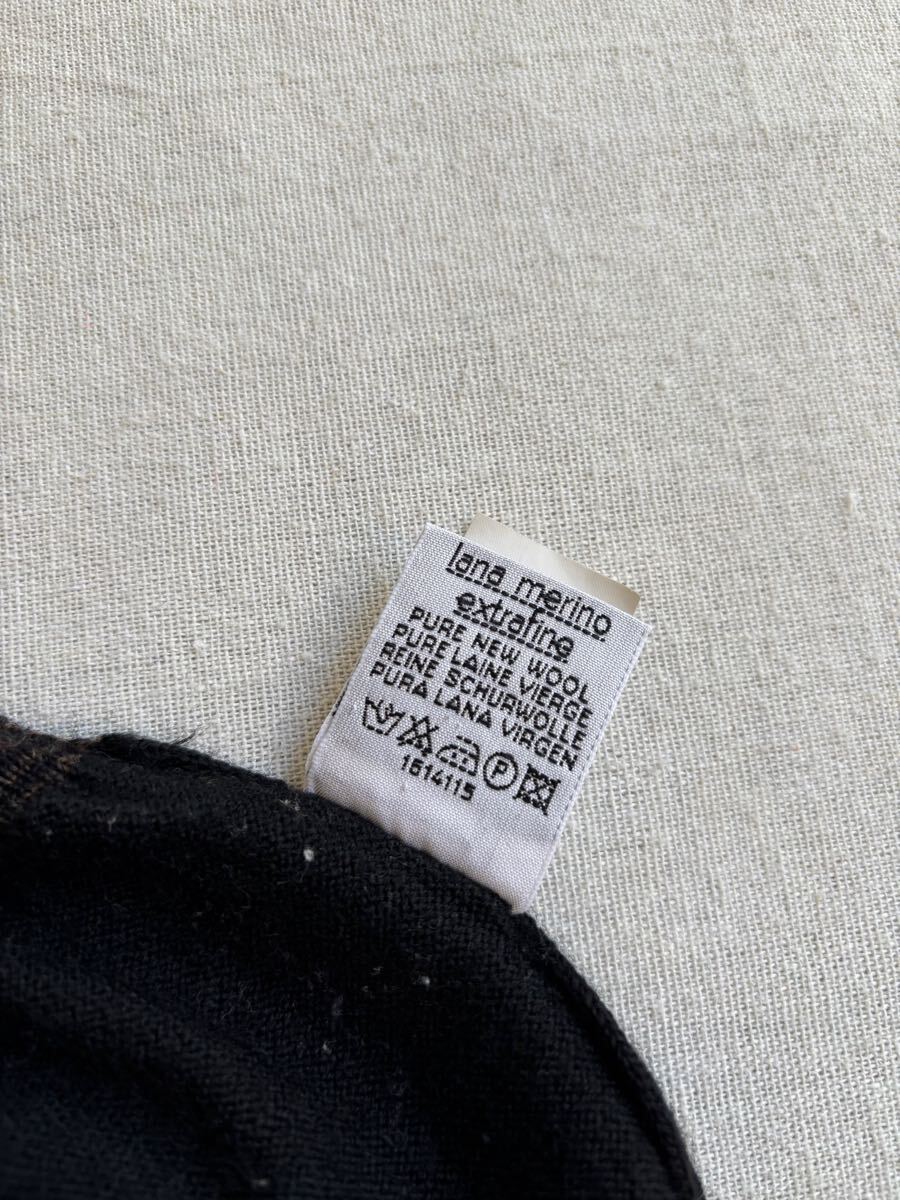 lana merino
extrafine
PURE NEW WOOL
PURE LAINE VIERGE
REINE SCHURWOLLE
PURA LANA VIRGEN
P
1614115